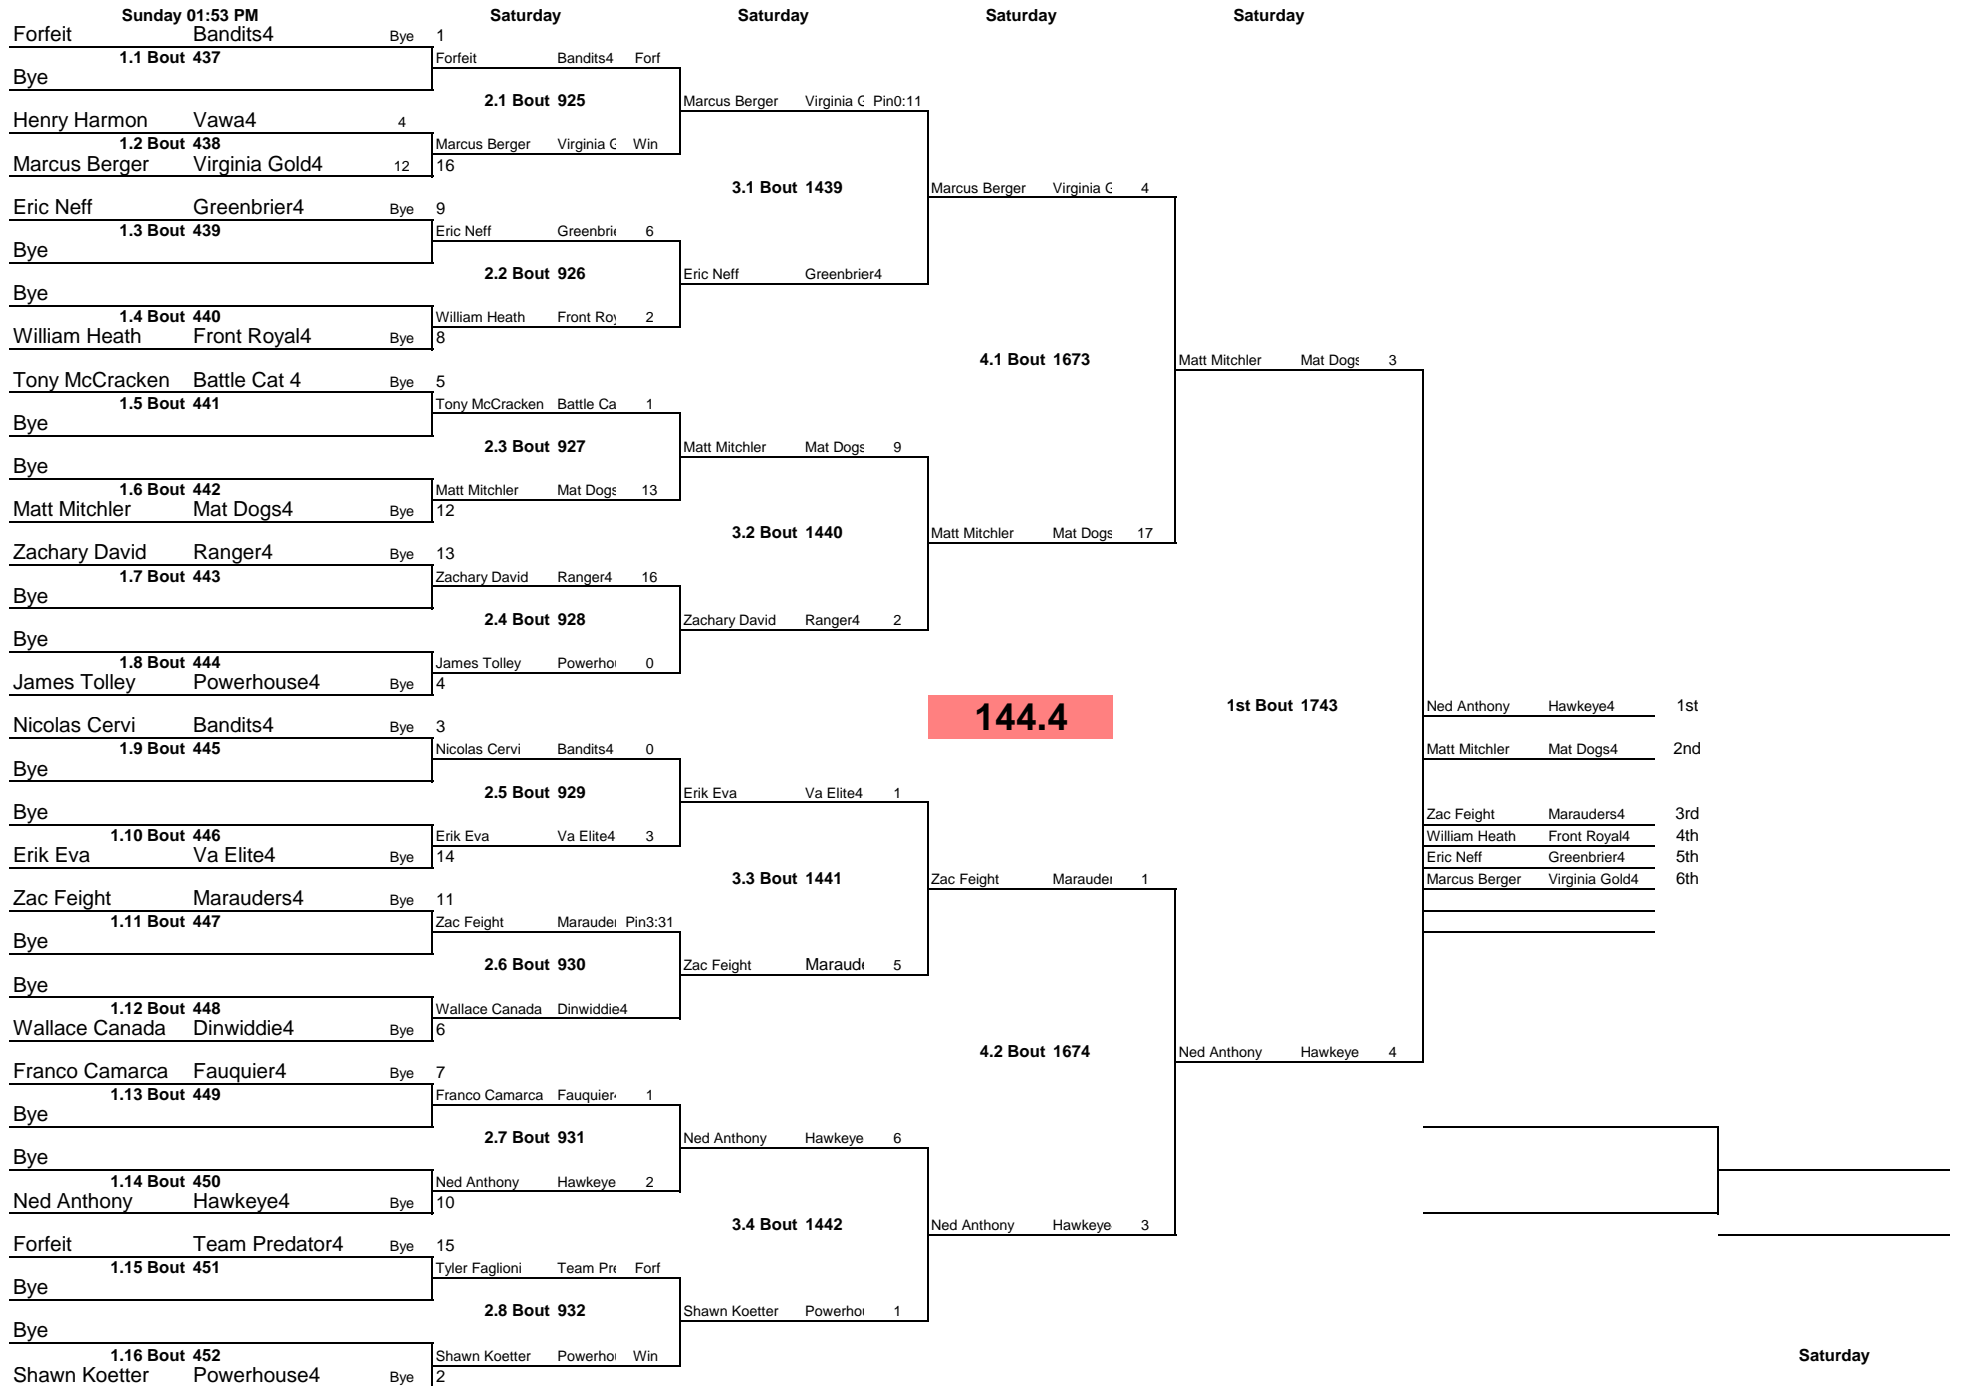 Sunday 01:53 PM Saturday Saturday Saturday Saturday
Forfeit Bandits4 Bye 1
1.1 Bout 437 Forfeit Bandits4 Forf
Bye
2.1 Bout 925 Marcus Berger Virginia G Pin0:11
Henry Harmon Vawa4 4
1.2 Bout 438 Marcus Berger Virginia G Win
Marcus Berger Virginia Gold4 12 16
3.1 Bout 1439 Marcus Berger Virginia G 4
Eric Neff Greenbrier4 Bye 9
1.3 Bout 439 Eric Neff Greenbrie 6
Bye
2.2 Bout 926 Eric Neff Greenbrier4
Bye
1.4 Bout 440 William Heath Front Roy 2
William Heath Front Royal4 Bye 8
4.1 Bout 1673 Matt Mitchler Mat Dogs 3
Tony McCracken Battle Cat 4 Bye 5
1.5 Bout 441 Tony McCracken Battle Ca 1
Bye
2.3 Bout 927 Matt Mitchler Mat Dogs 9
Bye
1.6 Bout 442 Matt Mitchler Mat Dogs 13
Matt Mitchler Mat Dogs4 Bye 12
3.2 Bout 1440 Matt Mitchler Mat Dogs 17
Zachary David Ranger4 Bye 13
1.7 Bout 443 Zachary David Ranger4 16
Bye
2.4 Bout 928 Zachary David Ranger4 2
Bye
1.8 Bout 444 James Tolley Powerhou 0
James Tolley Powerhouse4 Bye 4
144.4 1st Bout 1743 Ned Anthony Hawkeye4 1st
Nicolas Cervi Bandits4 Bye 3
1.9 Bout 445 Nicolas Cervi Bandits4 0 Matt Mitchler Mat Dogs4 2nd
Bye
2.5 Bout 929 Erik Eva Va Elite4 1
Bye Zac Feight Marauders4 3rd
1.10 Bout 446 Erik Eva Va Elite4 3 William Heath Front Royal4 4th
Erik Eva Va Elite4 Bye 14 Eric Neff Greenbrier4 5th
3.3 Bout 1441 Zac Feight Marauder 1 Marcus Berger Virginia Gold4 6th
Zac Feight Marauders4 Bye 11
1.11 Bout 447 Zac Feight Marauder Pin3:31
Bye
2.6 Bout 930 Zac Feight Maraude 5
Bye
1.12 Bout 448 Wallace Canada Dinwiddie4
Wallace Canada Dinwiddie4 Bye 6
4.2 Bout 1674 Ned Anthony Hawkeye 4
Franco Camarca Fauquier4 Bye 7
1.13 Bout 449 Franco Camarca Fauquier4 1
Bye
2.7 Bout 931 Ned Anthony Hawkeye 6
Bye
1.14 Bout 450 Ned Anthony Hawkeye 2
Ned Anthony Hawkeye4 Bye 10
3.4 Bout 1442 Ned Anthony Hawkeye 3
Forfeit Team Predator4 Bye 15
1.15 Bout 451 Tyler Faglioni Team Pre Forf
Bye
2.8 Bout 932 Shawn Koetter Powerhou 1
Bye
1.16 Bout 452 Shawn Koetter Powerhou Win Saturday
Shawn Koetter Powerhouse4 Bye 2